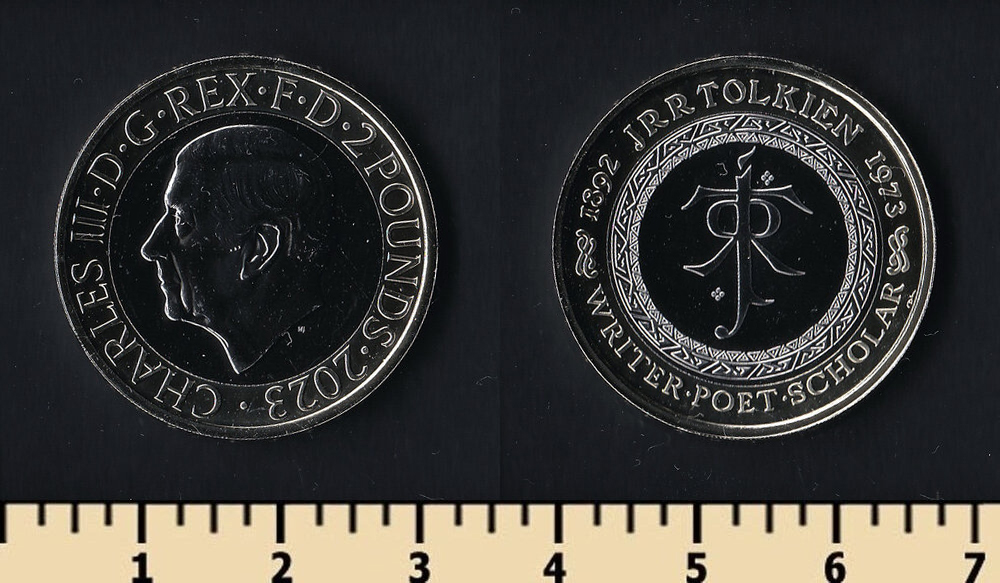 CHARLES III·D·G·REX·F·D·2 POUNDS·2023·
JRR TOLKIEN
1892
1973
WRITER·POET·SCHOLAR
1 2 3 4 5 6 7